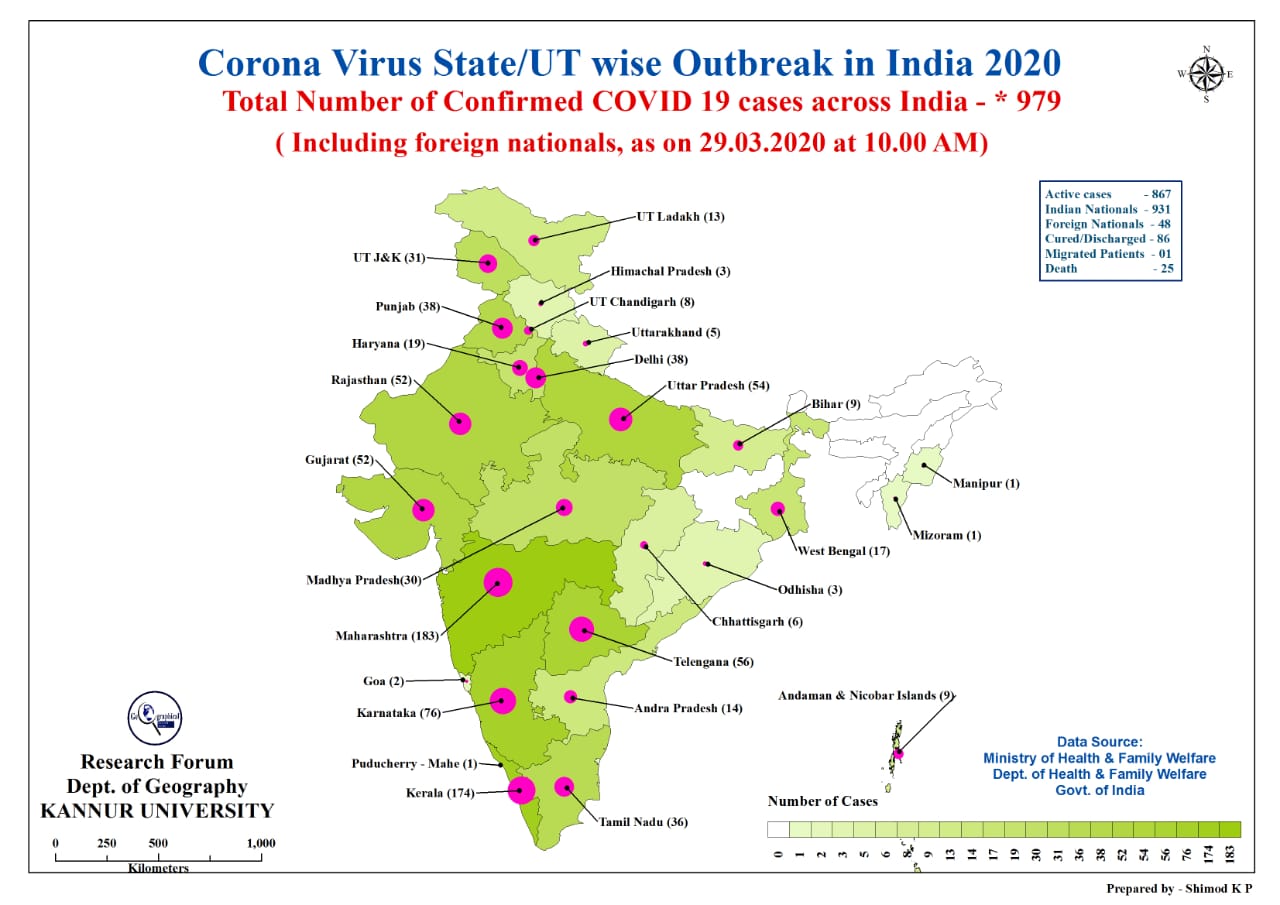 Corona Virus State/UT wise Outbreak in India 2020
Total Number of Confirmed COVID 19 cases across India - * 979
( Including foreign nationals, as on 29.03.2020 at 10.00 AM)
N
W E
S
Active cases - 867
Indian Nationals - 931
Foreign Nationals - 48
Cured/Discharged - 86
Migrated Patients - 01
Death - 25
UT Ladakh (13)
UT J&K (31)
Himachal Pradesh (3)
UT Chandigarh (8)
Punjab (38)
Uttarakhand (5)
Haryana (19)
Delhi (38)
Rajasthan (52)
Uttar Pradesh (54)
Bihar (9)
Gujarat (52)
Manipur (1)
Mizoram (1)
West Bengal (17)
Madhya Pradesh(30)
Odhisha (3)
Chhattisgarh (6)
Maharashtra (183)
Telengana (56)
Goa (2)
Andaman & Nicobar Islands (9)
Karnataka (76)
Andra Pradesh (14)
Puducherry - Mahe (1)
Kerala (174)
Tamil Nadu (36)
Research Forum
Dept. of Geography
KANNUR UNIVERSITY
0 250 500 1,000
Kilometers
Data Source:
Ministry of Health & Family Welfare
Dept. of Health & Family Welfare
Govt. of India
Number of Cases
0 1 2 3 5 6 8 9 13 14 17 19 30 31 36 38 52 54 56 76 174 183
Prepared by - Shimod K P